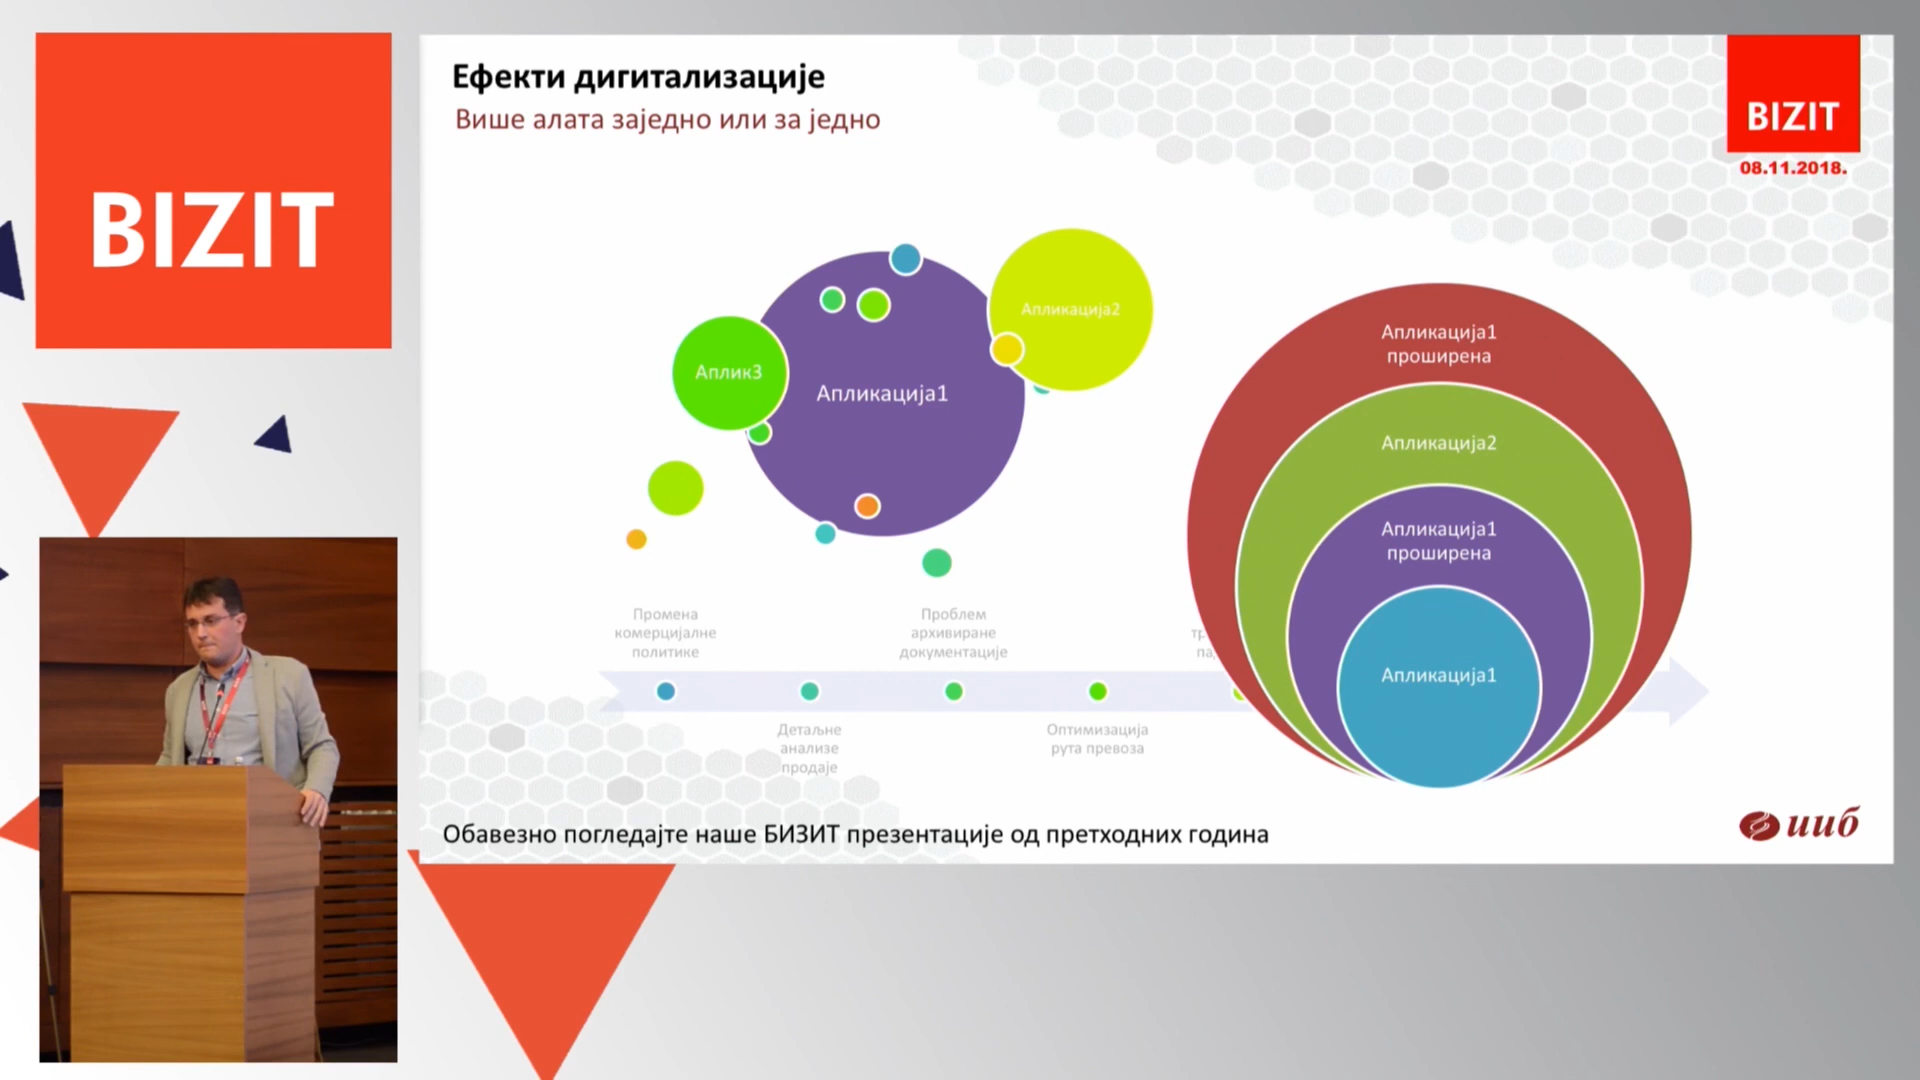 BIZIT
Ефекти дигитализације
Више алата заједно или за једно
BIZIT
08.11.2018.
Апликација2
Аплик3
Апликација1
Апликација1
проширена
Апликација2
Апликација1
проширена
Апликација1
Промена
комерцијалне
политике
Проблем
архивиране
документације
Детаљне
анализе
продаје
Оптимизација
рута превоза
Обавезно погледајте наше БИЗИТ презентације од претходних година
ииб